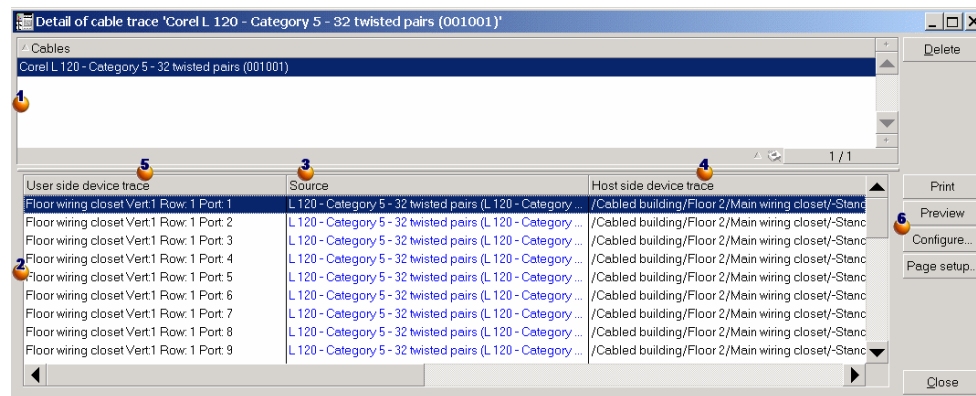 Detail of cable trace 'Corel L 120 - Category 5 - 32 twisted pairs (001001)'
Cables
Delete
Corel L 120 - Category 5 - 32 twisted pairs (001001)
1
1 / 1
5
3
4
User side device trace
Source
Host side device trace
Print
Floor wiring closet Vert:1 Row: 1 Port: 1
L 120 - Category 5 - 32 twisted pairs (L 120 - Category ...
/Cabled building/Floor 2/Main wiring closet/-Stanc
Preview
6
Floor wiring closet Vert:1 Row: 1 Port: 2
L 120 - Category 5 - 32 twisted pairs (L 120 - Category ...
/Cabled building/Floor 2/Main wiring closet/-Stanc
Floor wiring closet Vert:1 Row: 1 Port: 3
L 120 - Category 5 - 32 twisted pairs (L 120 - Category ...
/Cabled building/Floor 2/Main wiring closet/-Stanc
Configure...
Floor wiring closet Vert:1 Row: 1 Port: 4
L 120 - Category 5 - 32 twisted pairs (L 120 - Category ...
/Cabled building/Floor 2/Main wiring closet/-Stanc
Page setup..
2
Floor wiring closet Vert:1 Row: 1 Port: 5
L 120 - Category 5 - 32 twisted pairs (L 120 - Category ...
/Cabled building/Floor 2/Main wiring closet/-Stanc
Floor wiring closet Vert:1 Row: 1 Port: 6
L 120 - Category 5 - 32 twisted pairs (L 120 - Category ...
/Cabled building/Floor 2/Main wiring closet/-Stanc
Floor wiring closet Vert:1 Row: 1 Port: 7
L 120 - Category 5 - 32 twisted pairs (L 120 - Category ...
/Cabled building/Floor 2/Main wiring closet/-Stanc
Floor wiring closet Vert:1 Row: 1 Port: 8
L 120 - Category 5 - 32 twisted pairs (L 120 - Category ...
/Cabled building/Floor 2/Main wiring closet/-Stanc
Floor wiring closet Vert:1 Row: 1 Port: 9
L 120 - Category 5 - 32 twisted pairs (L 120 - Category ...
/Cabled building/Floor 2/Main wiring closet/-Stanc
Close